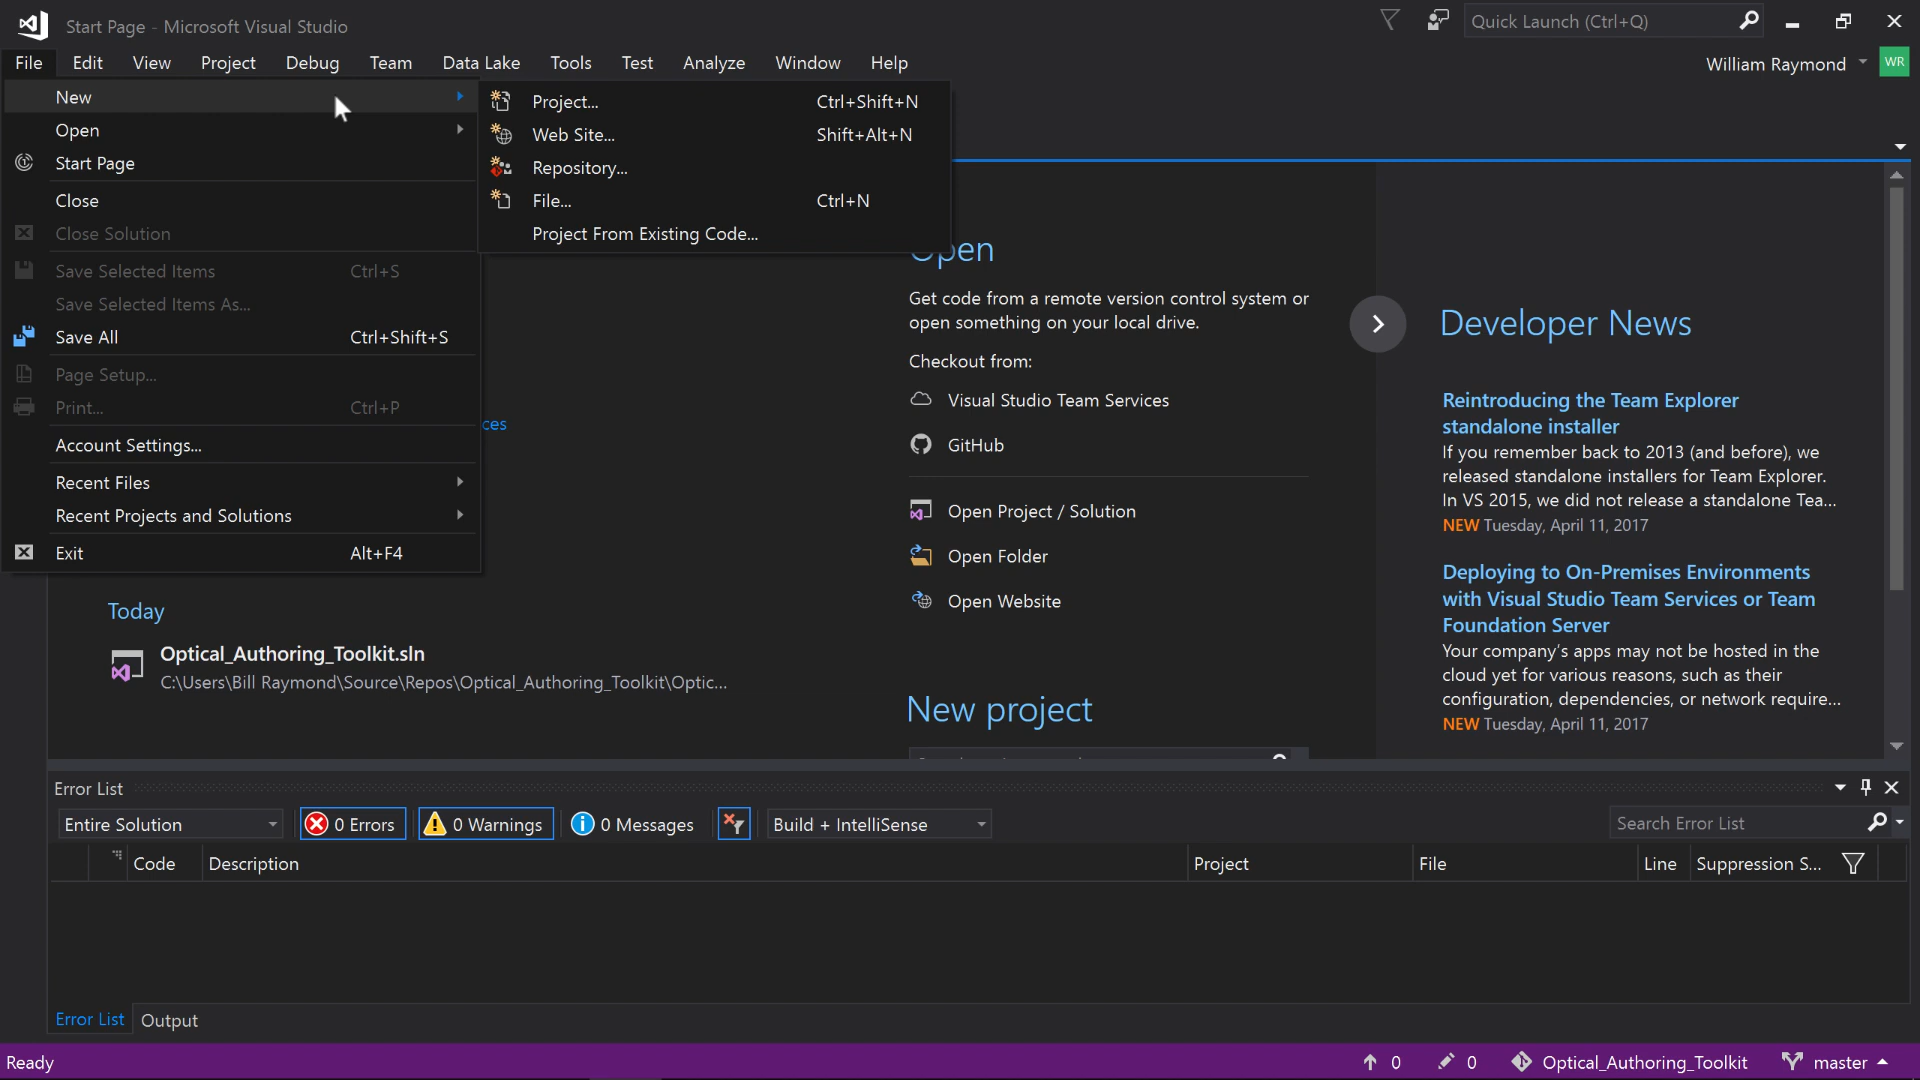 Start Page - Microsoft Visual Studio
Quick Launch (Ctrl+Q)
File Edit View Project Debug Team Data Lake Tools Test Analyze Window Help
William Raymond WR
New
Open
Start Page
Close
Close Solution
Save Selected Items Ctrl+S
Save Selected Items As...
Save All Ctrl+Shift+S
Page Setup...
Print... Ctrl+P
Account Settings...
Recent Files
Recent Projects and Solutions
Exit Alt+F4
Project... Ctrl+Shift+N
Web Site... Shift+Alt+N
Repository...
File... Ctrl+N
Project From Existing Code...
ces
Today
Optical_Authoring_Toolkit.sln
C:\Users\Bill Raymond\Source\Repos\Optical_Authoring_Toolkit\Optic...
Open
Get code from a remote version control system or
open something on your local drive.
Checkout from:
Visual Studio Team Services
GitHub
Open Project / Solution
Open Folder
Open Website
New project
Developer News
Reintroducing the Team Explorer
standalone installer
If you remember back to 2013 (and before), we
released standalone installers for Team Explorer.
In VS 2015, we did not release a standalone Tea...
NEW Tuesday, April 11, 2017
Deploying to On-Premises Environments
with Visual Studio Team Services or Team
Foundation Server
Your company's apps may not be hosted in the
cloud yet for various reasons, such as their
configuration, dependencies, or network require...
NEW Tuesday, April 11, 2017
Error List
Entire Solution 0 Errors 0 Warnings 0 Messages Build + IntelliSense Search Error List
Code Description Project File Line Suppression S...
Error List Output
Ready 0 0 Optical_Authoring_Toolkit master